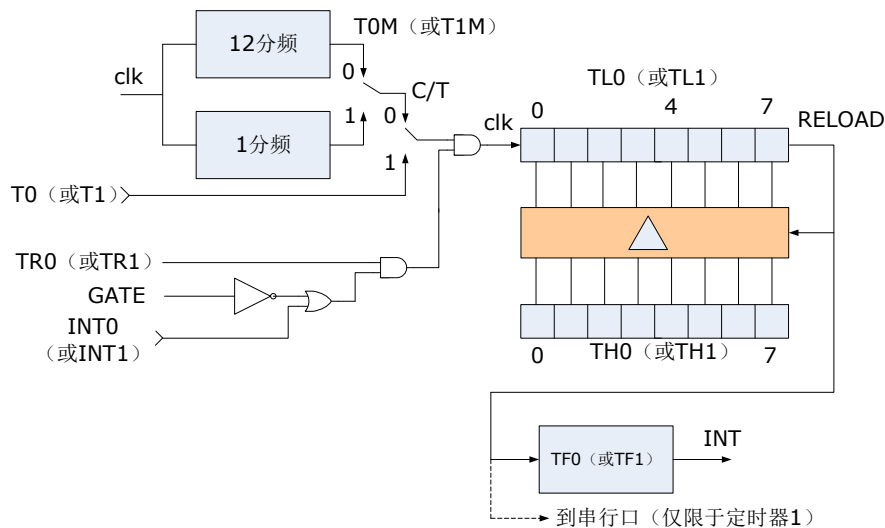 12分频
T0M（或T1M）
clk
0
C/T
1
0
1分频
1
T0（或T1）
clk
TL0（或TL1）
0
4
7
RELOAD
TR0（或TR1）
GATE
INT0
（或INT1）
0
TH0（或TH1）
7
TF0（或TF1）
INT
到串行口（仅限于定时器1）